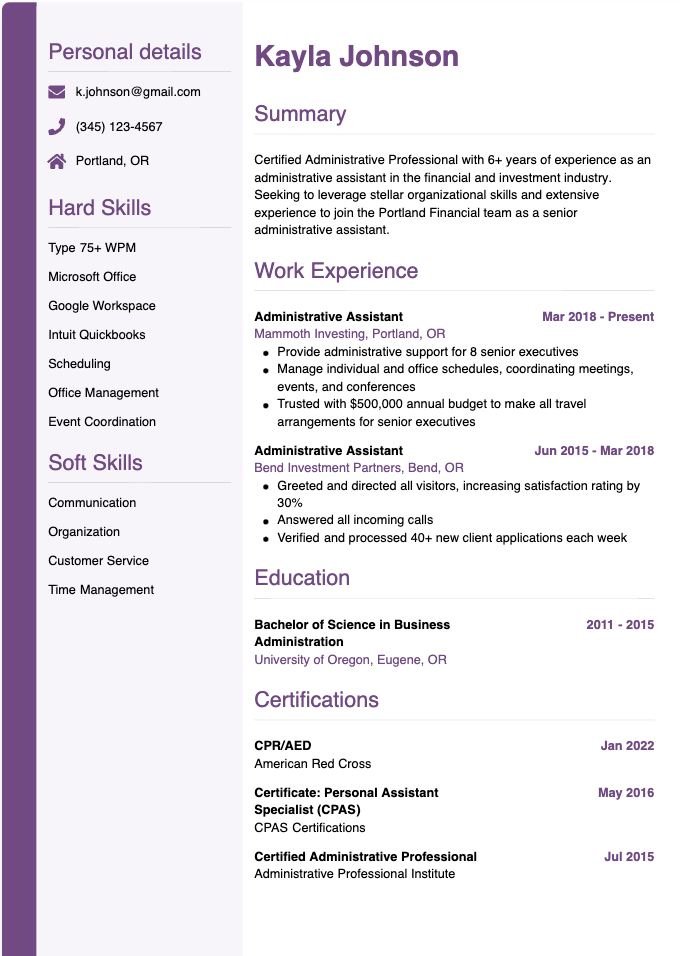 Personal details
k.johnson@gmail.com
(345) 123-4567
Portland, OR
Hard Skills
Type 75+ WPM
Microsoft Office
Google Workspace
Intuit Quickbooks
Scheduling
Office Management
Event Coordination
Soft Skills
Communication
Organization
Customer Service
Time Management
Kayla Johnson
Summary
Certified Administrative Professional with 6+ years of experience as an
administrative assistant in the financial and investment industry.
Seeking to leverage stellar organizational skills and extensive
experience to join the Portland Financial team as a senior
administrative assistant.
Work Experience
Administrative Assistant Mar 2018 - Present
Mammoth Investing, Portland, OR
• Provide administrative support for 8 senior executives
• Manage individual and office schedules, coordinating meetings,
events, and conferences
• Trusted with $500,000 annual budget to make all travel
arrangements for senior executives
Administrative Assistant Jun 2015 - Mar 2018
Bend Investment Partners, Bend, OR
• Greeted and directed all visitors, increasing satisfaction rating by
30%
• Answered all incoming calls
• Verified and processed 40+ new client applications each week
Education
Bachelor of Science in Business 2011 - 2015
Administration
University of Oregon, Eugene, OR
Certifications
CPR/AED Jan 2022
American Red Cross
Certificate: Personal Assistant May 2016
Specialist (CPAS)
CPAS Certifications
Certified Administrative Professional Jul 2015
Administrative Professional Institute